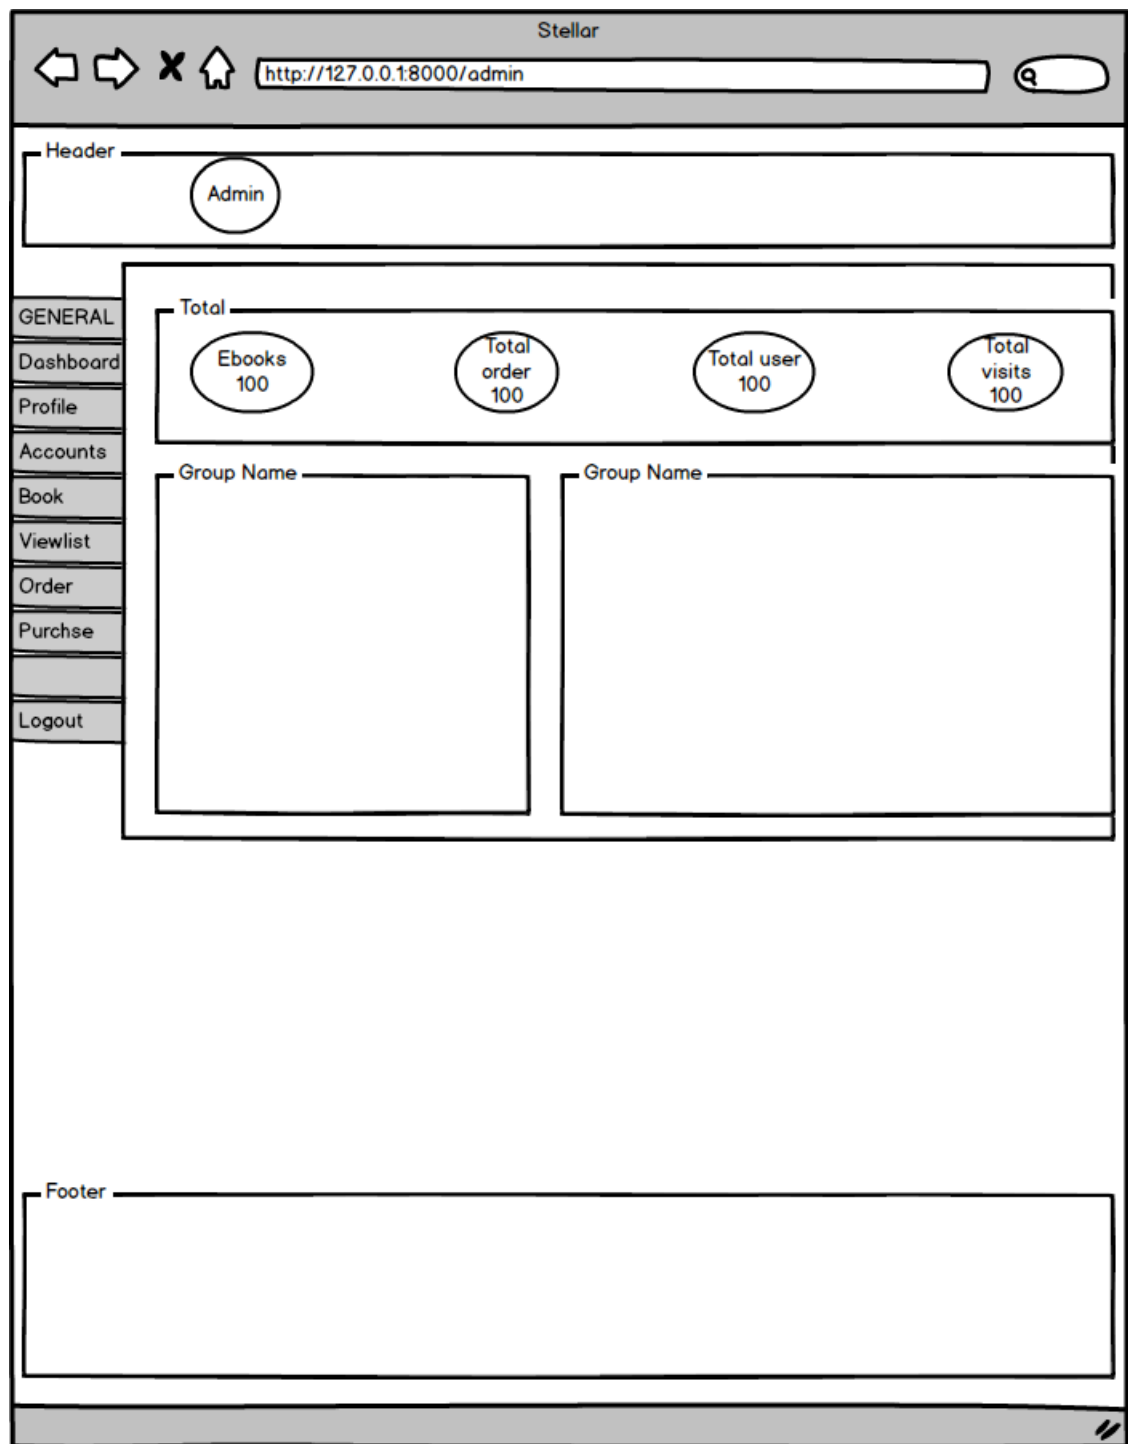 Stellar
http://127.0.0.1:8000/admin
Header
Admin
GENERAL
Dashboard
Profile
Accounts
Book
Viewlist
Order
Purchse
Logout
Total
Ebooks
100
Total
order
100
Total user
100
Total
visits
100
Group Name
Group Name
Footer